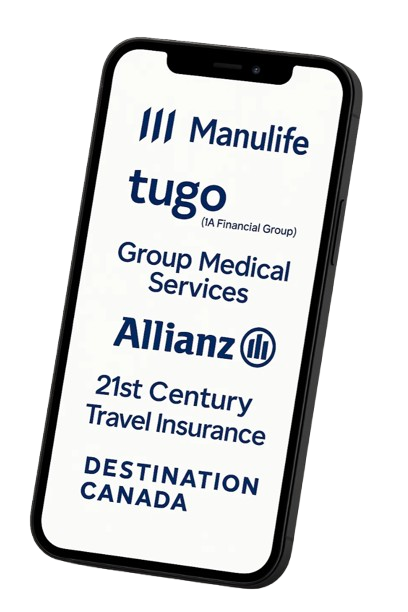 Manulife
tugo
(1A Financial Group)
Group Medical
Services
Allianz
21st Century
Travel Insurance
DESTINATION
CANADA